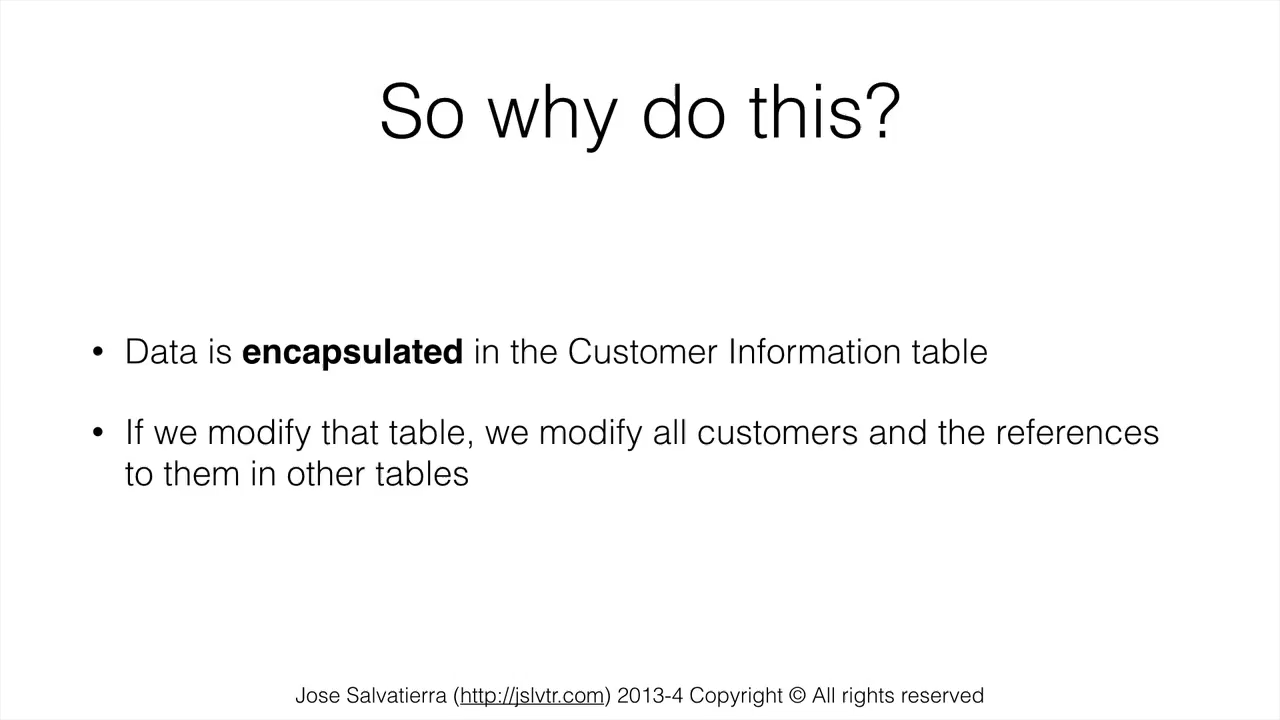 So why do this?
• Data is encapsulated in the Customer Information table
• If we modify that table, we modify all customers and the references
to them in other tables
Jose Salvatierra (http://jslvtr.com) 2013-4 Copyright © All rights reserved